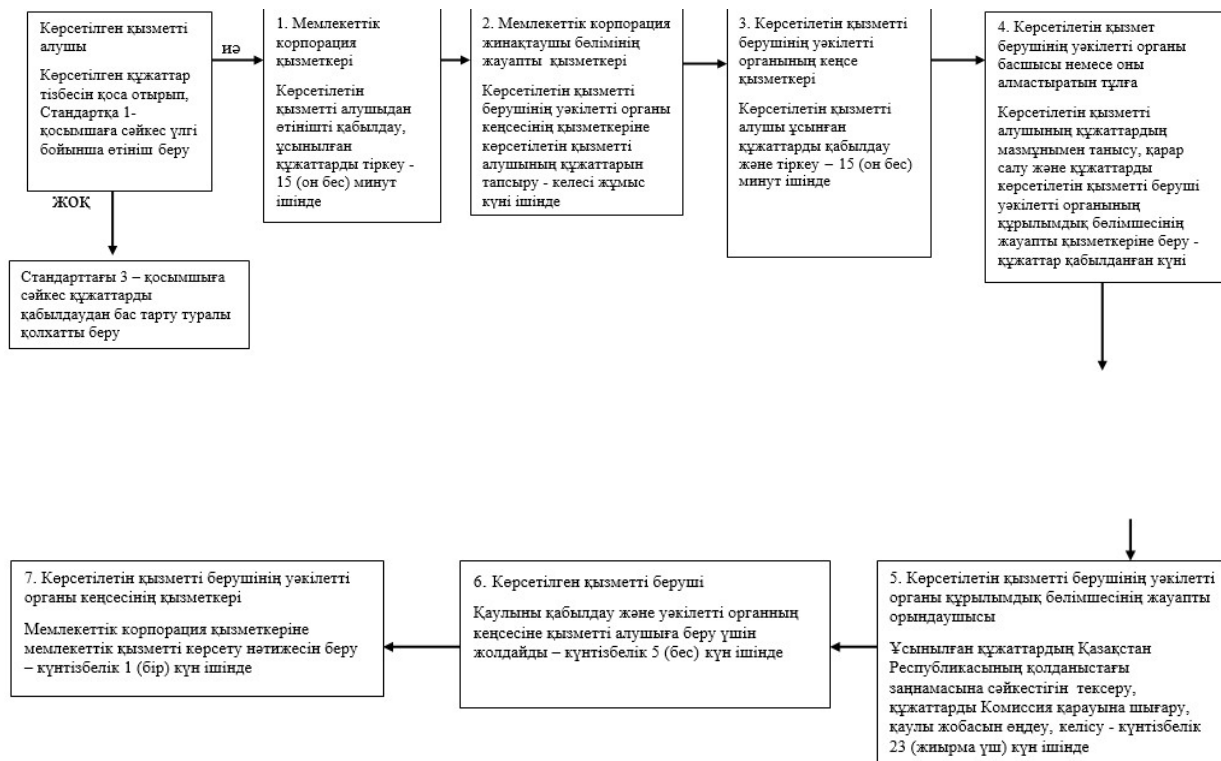 Көрсетілген қызметті
алушы
Көрсетілген құжаттар
тізбесін қоса отырып,
Стандартқа 1-
қосымшаға сәйкес үлгі
бойынша өтініш беру
иә
ЖОҚ
Стандарттағы 3 – қосымшыға
сәйкес құжаттарды
қабылдаудан бас тарту туралы
қолхатты беру
1. Мемлекеттік
корпорация
қызметкері
Көрсетілетін
қызметті алушыдан
өтінішті қабылдау,
ұсынылған
құжаттарды тіркеу -
15 (он бес) минут
ішінде
2. Мемлекеттік корпорация
жинақтаушы бөлімінің
жауапты қызметкері
Көрсетілетін қызметті
берушінің уәкілетті органы
кеңсесінің қызметкеріне
көрсетілетін қызметті
алушының құжаттарын
тапсыру - келесі жұмыс
күні ішінде
3. Көрсетілетін қызметті
берушінің уәкілетті
органының кеңсе
қызметкері
Көрсетілетін қызметті
алушы ұсынған
құжаттарды қабылдау
және тіркеу – 15 (он бес)
минут ішінде
4. Көрсетілетін қызмет
берушінің уәкілетті органы
басшысы немесе оны
алмастыратын тұлға
Көрсетілетін қызметті
алушының құжаттардың
мазмұнымен танысу, қарар
салу және құжаттарды
көрсетілетін қызметті беруші
уәкілетті органының
құрылымдық бөлімшесінің
жауапты қызметкеріне беру -
құжаттар қабылданған күні
5. Көрсетілетін қызметті берушінің уәкілетті
органы құрылымдық бөлімшесінің жауапты
орындаушысы
Ұсынылған құжаттардың Қазақстан
Республикасының қолданыстағы
заңнамасына сәйкестігін тексеру,
құжаттарды Комиссия қарауына шығару,
қаулы жобасын өңдеу, келісу - күнтізбелік
23 (жиырма үш) күн ішінде
6. Көрсетілген қызметті беруші
Қаулыны қабылдау және уәкілетті органның
кеңсесіне қызметті алушыға беру үшін
жолдайды – күнтізбелік 5 (бес) күн ішінде
7. Көрсетілетін қызметті берушінің уәкілетті
органы кеңсесінің қызметкері
Мемлекеттік корпорация қызметкеріне
мемлекеттік қызметті көрсету нәтижесін беру
– күнтізбелік 1 (бір) күн ішінде